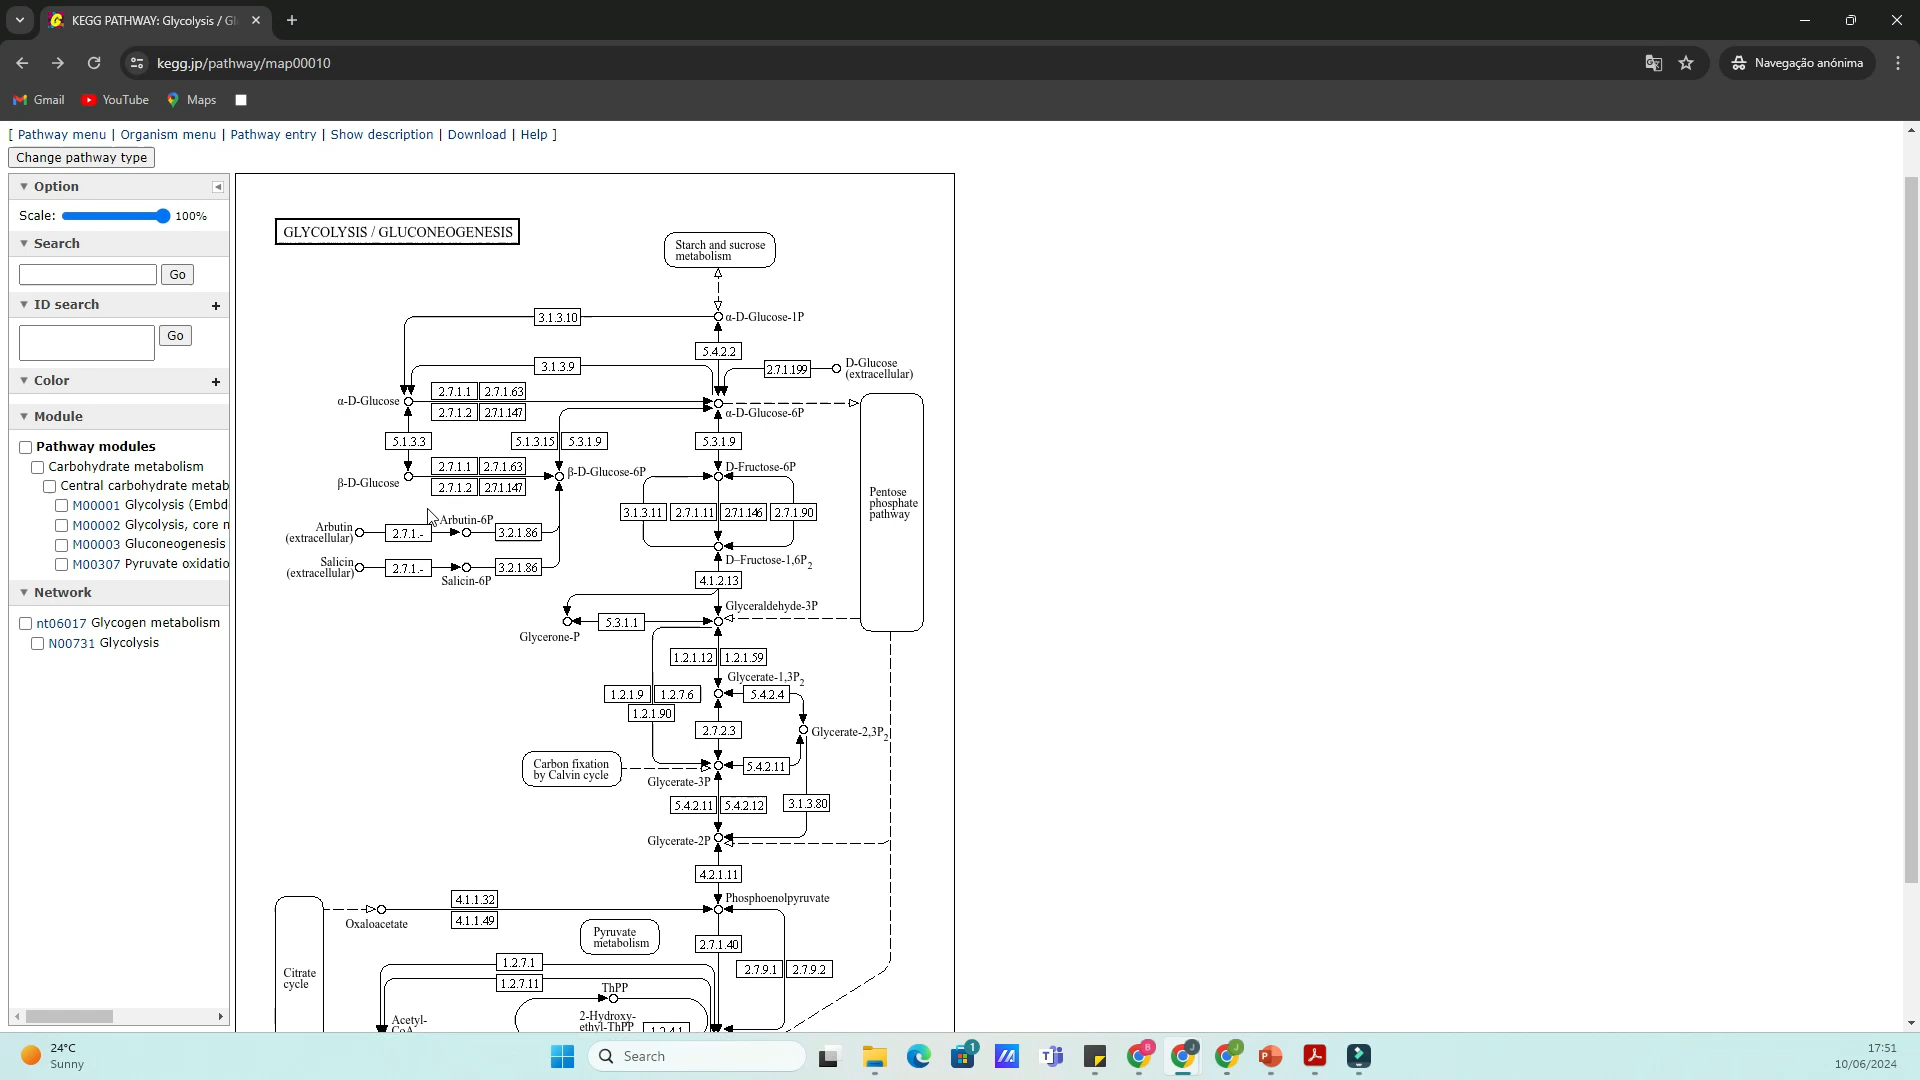 KEGG PATHWAY: Glycolysis / Gl
kegg.jp/pathway/map00010
Navegação anónima
Gmail
YouTube
Maps
[ Pathway menu | Organism menu | Pathway entry | Show description | Download | Help ]
Change pathway type
Option
Scale: 100%
Search
Go
ID search +
Go
Color +
Module
Pathway modules
Carbohydrate metabolism
Central carbohydrate metab
M00001 Glycolysis (Embd
M00002 Glycolysis, core m
M00003 Gluconeogenesis
M00307 Pyruvate oxidatio
Network
nt06017 Glycogen metabolism
N00731 Glycolysis
GLYCOLYSIS / GLUCONEOGENESIS
Starch and sucrose
metabolism
3.1.3.10
α-D-Glucose-1P
5.4.2.2
3.1.3.9
2.7.1.199
D-Glucose
(extracellular)
2.7.1.1 2.7.1.63
α-D-Glucose
2.7.1.2 2.7.1.147
α-D-Glucose-6P
5.1.3.3
5.1.3.15 5.3.1.9
5.3.1.9
2.7.1.1 2.7.1.63
β-D-Glucose
2.7.1.2 2.7.1.147
β-D-Glucose-6P
D-Fructose-6P
Pentose
phosphate
pathway
3.1.3.11 2.7.1.11 2.7.1.146 2.7.1.90
Arbutin
(extracellular)
2.7.1.-
Arbutin-6P
3.2.1.86
Salicin
(extracellular)
2.7.1.-
Salicin-6P
3.2.1.86
D-Fructose-1,6P2
4.1.2.13
Glyceraldehyde-3P
5.3.1.1
Glycerone-P
1.2.1.12 1.2.1.59
Glycerate-1,3P2
1.2.1.9 1.2.7.6
5.4.2.4
1.2.1.90
2.7.2.3
Glycerate-2,3P2
Carbon fixation
by Calvin cycle
5.4.2.11
Glycerate-3P
5.4.2.11 5.4.2.12
3.1.3.80
Glycerate-2P
4.2.1.11
4.1.1.32
Phosphoenolpyruvate
Oxaloacetate
4.1.1.49
Pyruvate
metabolism
2.7.1.40
1.2.7.1
2.7.9.1 2.7.9.2
Citrate
cycle
1.2.7.11
ThPP
2-Hydroxy-
ethyl-ThPP
Acetyl-
CoA
1.2.4.1
24°C
Sunny
Search
1
B
J
J
17:51
10/06/2024